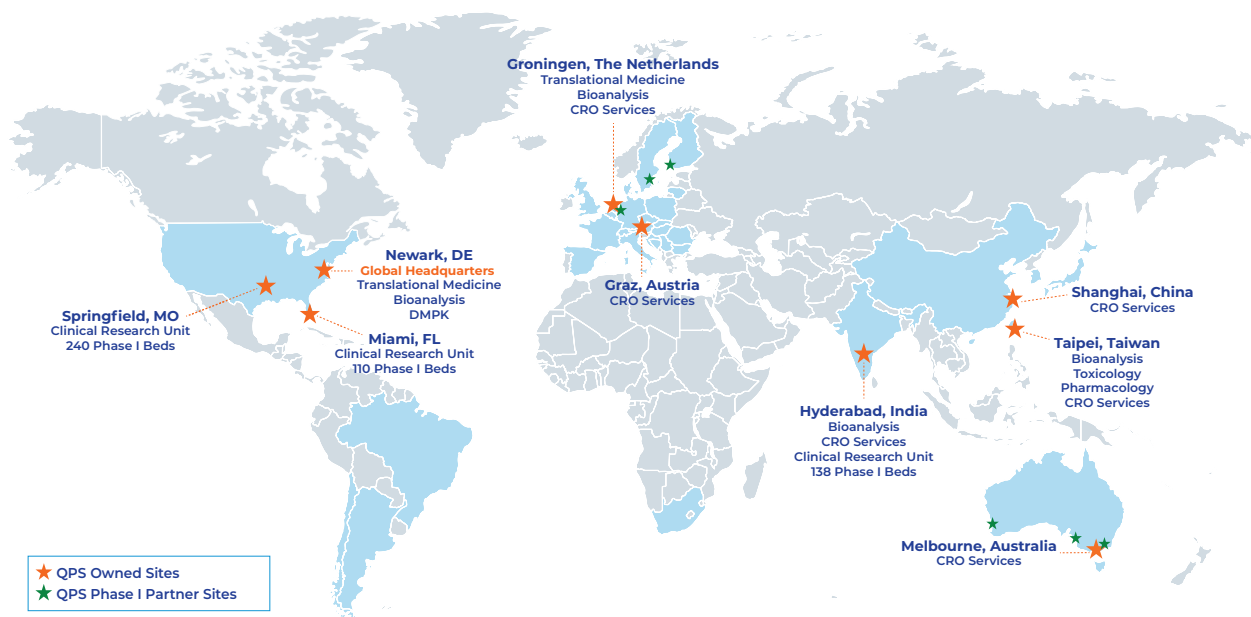 Groningen, The Netherlands
Translational Medicine
Bioanalysis
CRO Services
Newark, DE
Global Headquarters
Translational Medicine
Bioanalysis
DMPK
Springfield, MO
Clinical Research Unit
240 Phase I Beds
Miami, FL
Clinical Research Unit
110 Phase I Beds
Graz, Austria
CRO Services
Shanghai, China
CRO Services
Taipei, Taiwan
Bioanalysis
Toxicology
Pharmacology
CRO Services
Hyderabad, India
Bioanalysis
CRO Services
Clinical Research Unit
138 Phase I Beds
Melbourne, Australia
CRO Services
QPS Owned Sites
QPS Phase I Partner Sites